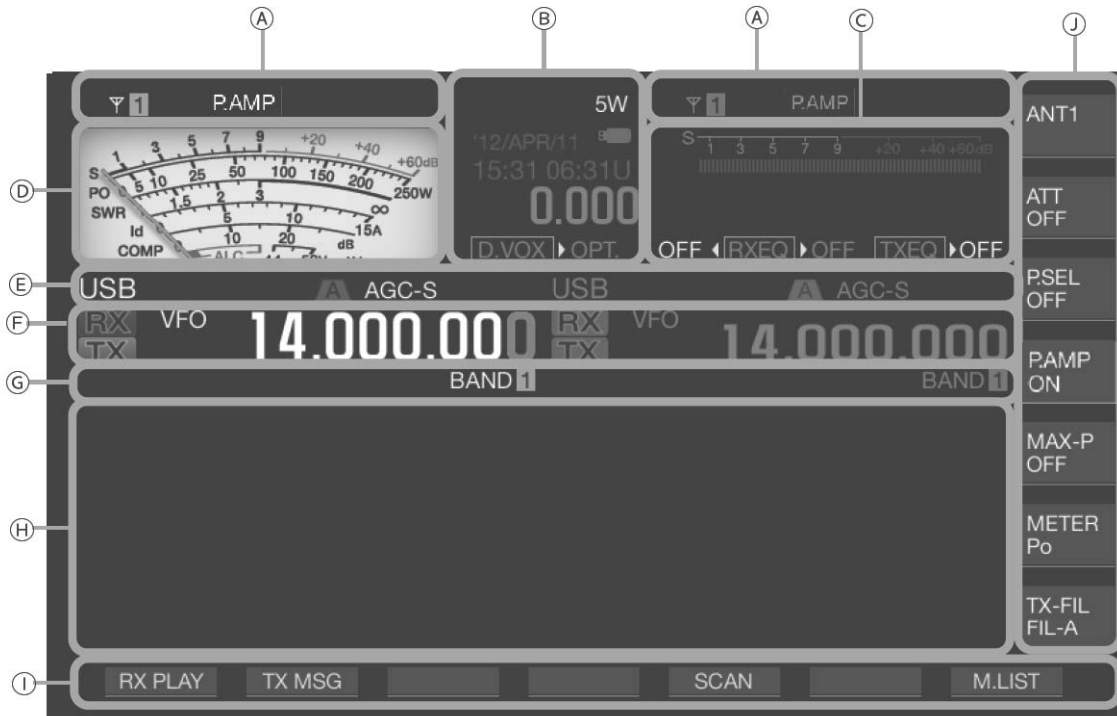 A B A C J
1 P.AMP 5W 1 P.AMP ANT1
'12/APR/11
15:31 06:31U
0.000
D.VOX OPT.
D
S 1 3 5 7 9 +20 +40 +60dB
PO 5 10 25 50 100 150 200 250W
SWR 1.5 2 3 ∞
Id 5 10 15A
COMP 10 20 dB
ALC
S 1 3 5 7 9 +20 +40 +60dB
OFF RXEQ OFF TXEQ OFF
ATT
OFF
E USB A AGC-S USB A AGC-S
P.SEL
OFF
F RX VFO 14.000.000 RX VFO 14.000.000
TX TX
P.AMP
ON
G BAND 1 BAND 1
MAX-P
OFF
H
METER
Po
TX-FIL
FIL-A
I RX PLAY TX MSG SCAN M.LIST